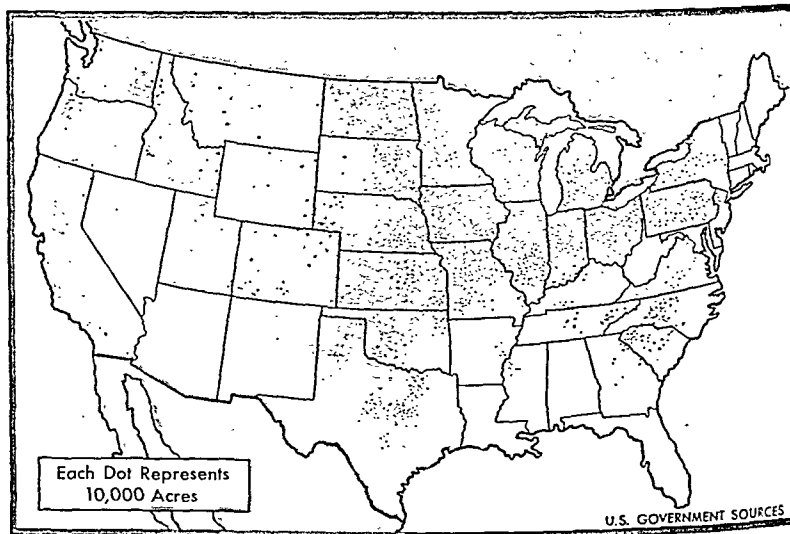 Each Dot Represents
10,000 Acres
U.S. GOVERNMENT SOURCES